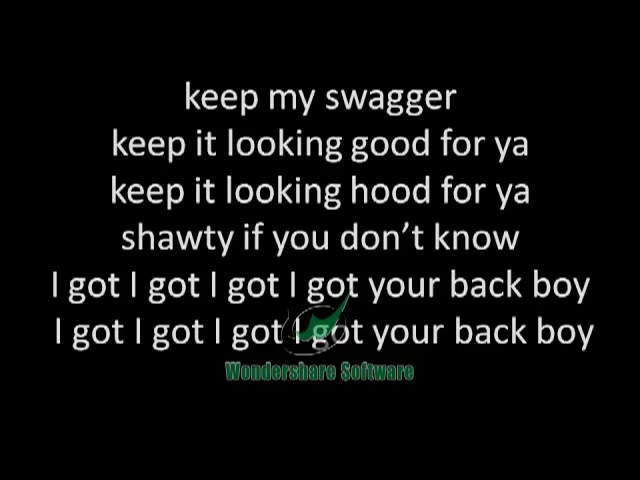 keep my swagger
keep it looking good for ya
keep it looking hood for ya
shawty if you don’t know
I got I got I got I got your back boy
I got I got I got I got your back boy
Wondershare Software